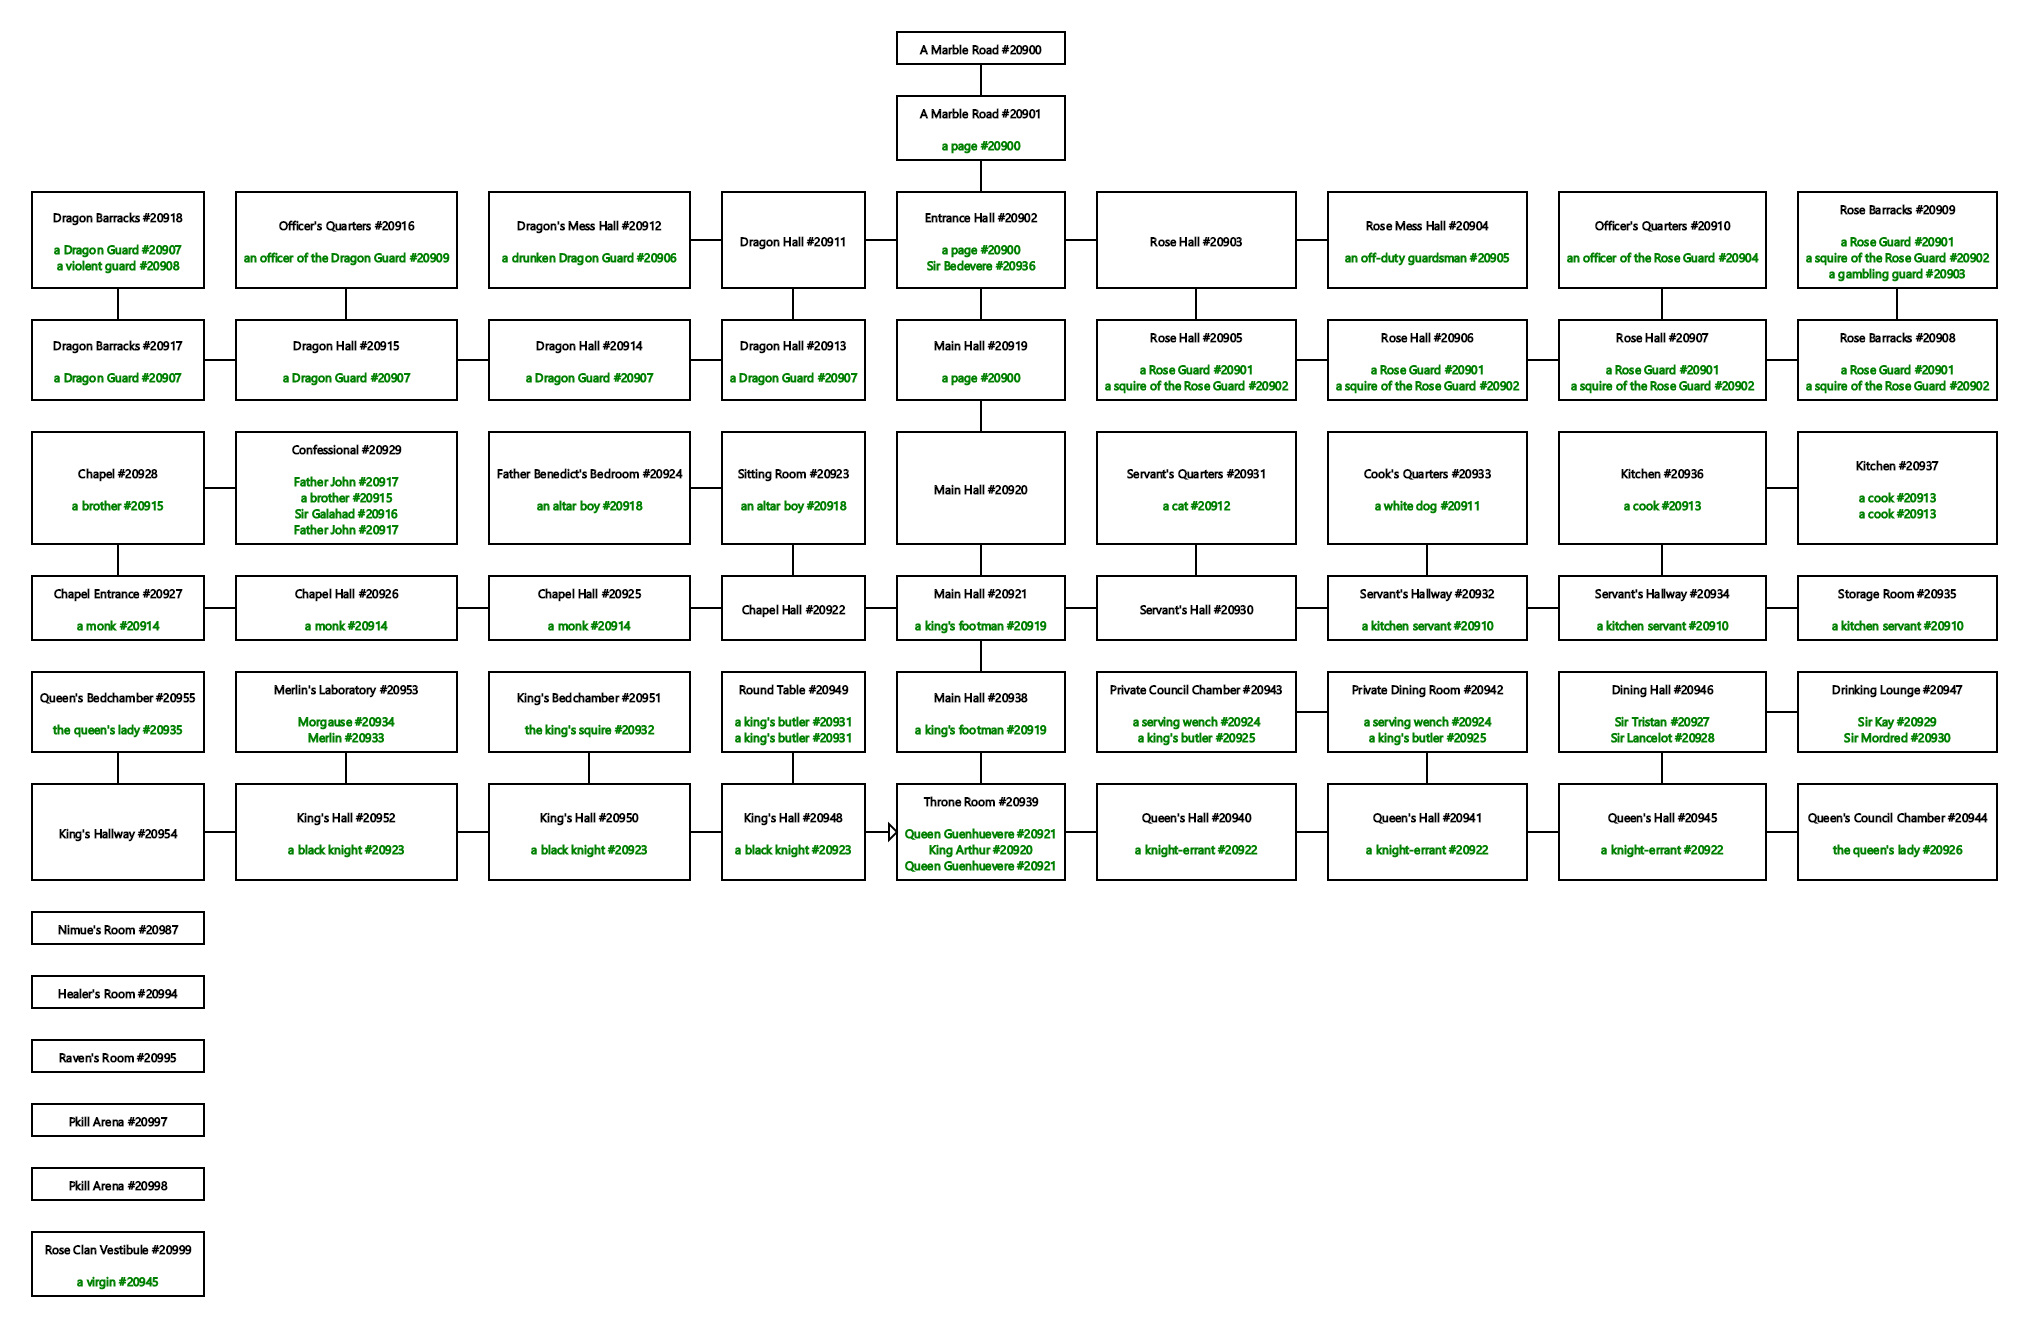 A Marble Road #20900
A Marble Road #20901
a page #20900
Dragon Barracks #20918
a Dragon Guard #20907
a violent guard #20908
Officer's Quarters #20916
an officer of the Dragon Guard #20909
Dragon's Mess Hall #20912
a drunken Dragon Guard #20906
Dragon Hall #20911
Entrance Hall #20902
a page #20900
Sir Bedevere #20936
Rose Hall #20903
Rose Mess Hall #20904
an off-duty guardsman #20905
Officer's Quarters #20910
an officer of the Rose Guard #20904
Rose Barracks #20909
a Rose Guard #20901
a squire of the Rose Guard #20902
a gambling guard #20903
Dragon Barracks #20917
a Dragon Guard #20907
Dragon Hall #20915
a Dragon Guard #20907
Dragon Hall #20914
a Dragon Guard #20907
Dragon Hall #20913
a Dragon Guard #20907
Main Hall #20919
a page #20900
Rose Hall #20905
a Rose Guard #20901
a squire of the Rose Guard #20902
Rose Hall #20906
a Rose Guard #20901
a squire of the Rose Guard #20902
Rose Hall #20907
a Rose Guard #20901
a squire of the Rose Guard #20902
Rose Barracks #20908
a Rose Guard #20901
a squire of the Rose Guard #20902
Chapel #20928
a brother #20915
Confessional #20929
Father John #20917
a brother #20915
Sir Galahad #20916
Father John #20917
Father Benedict's Bedroom #20924
an altar boy #20918
Sitting Room #20923
an altar boy #20918
Main Hall #20920
Servant's Quarters #20931
a cat #20912
Cook's Quarters #20933
a white dog #20911
Kitchen #20936
a cook #20913
Kitchen #20937
a cook #20913
a cook #20913
Chapel Entrance #20927
a monk #20914
Chapel Hall #20926
a monk #20914
Chapel Hall #20925
a monk #20914
Chapel Hall #20922
Main Hall #20921
a king's footman #20919
Servant's Hall #20930
Servant's Hallway #20932
a kitchen servant #20910
Servant's Hallway #20934
a kitchen servant #20910
Storage Room #20935
a kitchen servant #20910
Queen's Bedchamber #20955
the queen's lady #20935
Merlin's Laboratory #20953
Morgause #20934
Merlin #20933
King's Bedchamber #20951
the king's squire #20932
Round Table #20949
a king's butler #20931
a king's butler #20931
Main Hall #20938
a king's footman #20919
Private Council Chamber #20943
a serving wench #20924
a king's butler #20925
Private Dining Room #20942
a serving wench #20924
a king's butler #20925
Dining Hall #20946
Sir Tristan #20927
Sir Lancelot #20928
Drinking Lounge #20947
Sir Kay #20929
Sir Mordred #20930
King's Hallway #20954
King's Hall #20952
a black knight #20923
King's Hall #20950
a black knight #20923
King's Hall #20948
a black knight #20923
Throne Room #20939
Queen Guenhuevere #20921
King Arthur #20920
Queen Guenhuevere #20921
Queen's Hall #20940
a knight-errant #20922
Queen's Hall #20941
a knight-errant #20922
Queen's Hall #20945
a knight-errant #20922
Queen's Council Chamber #20944
the queen's lady #20926
Nimue's Room #20987
Healer's Room #20994
Raven's Room #20995
Pkill Arena #20997
Pkill Arena #20998
Rose Clan Vestibule #20999
a virgin #20945